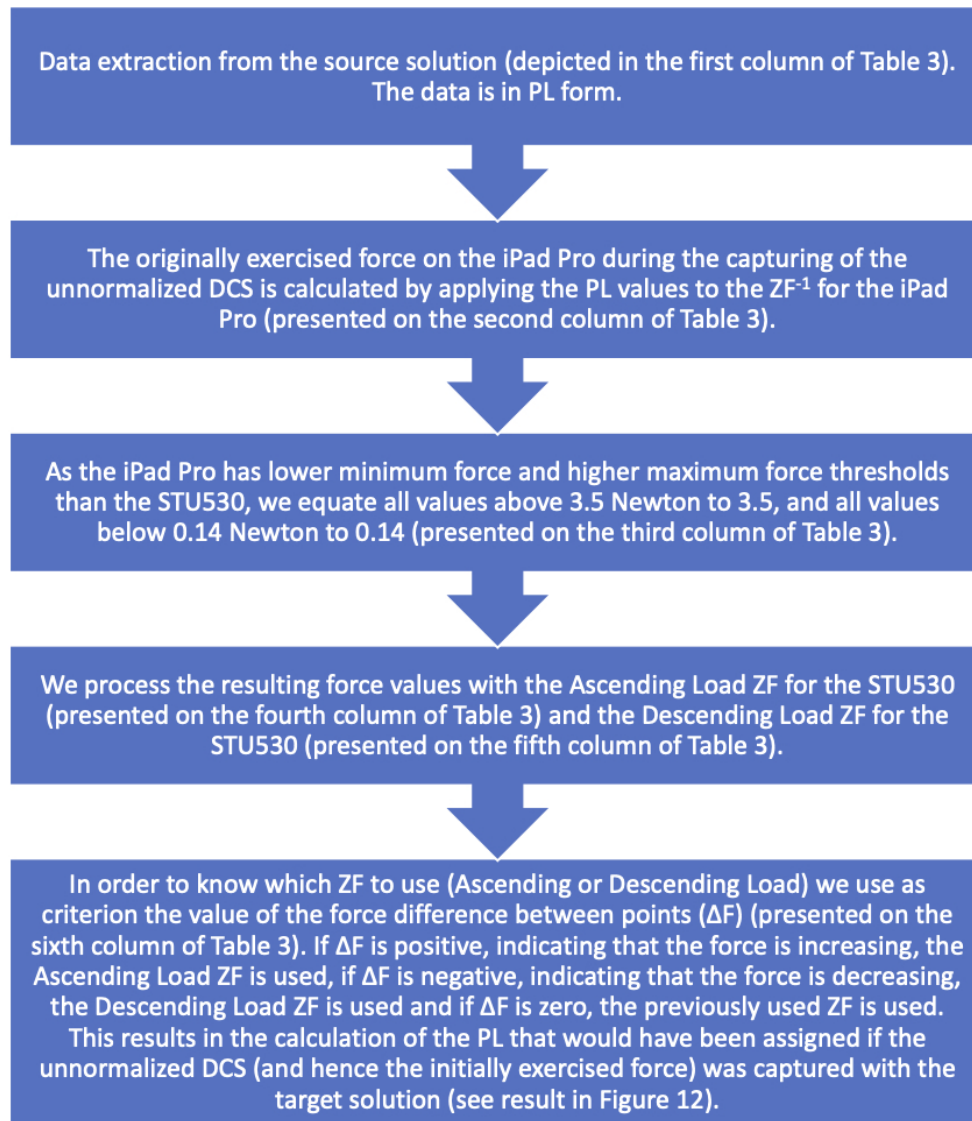 Data extraction from the source solution (depicted in the first column of Table 3).
The data is in PL form.
The originally exercised force on the iPad Pro during the capturing of the
unnormalized DCS is calculated by applying the PL values to the ZF⁻¹ for the iPad
Pro (presented on the second column of Table 3).
As the iPad Pro has lower minimum force and higher maximum force thresholds
than the STU530, we equate all values above 3.5 Newton to 3.5, and all values
below 0.14 Newton to 0.14 (presented on the third column of Table 3).
We process the resulting force values with the Ascending Load ZF for the STU530
(presented on the fourth column of Table 3) and the Descending Load ZF for the
STU530 (presented on the fifth column of Table 3).
In order to know which ZF to use (Ascending or Descending Load) we use as
criterion the value of the force difference between points (ΔF) (presented on the
sixth column of Table 3). If ΔF is positive, indicating that the force is increasing, the
Ascending Load ZF is used, if ΔF is negative, indicating that the force is decreasing,
the Descending Load ZF is used and if ΔF is zero, the previously used ZF is used.
This results in the calculation of the PL that would have been assigned if the
unnormalized DCS (and hence the initially exercised force) was captured with the
target solution (see result in Figure 12).